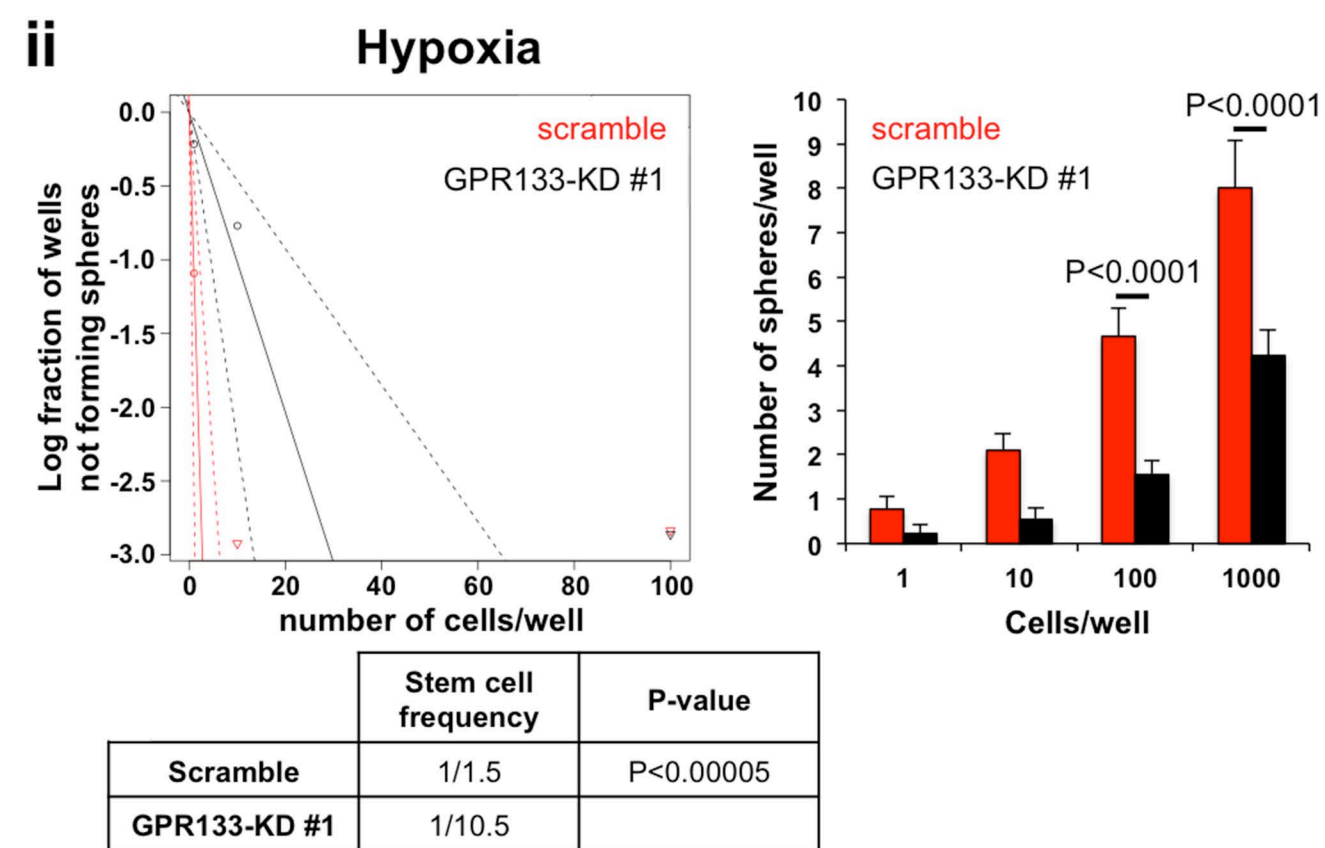 ii
Hypoxia
Log fraction of wells
not forming spheres
0.0
-0.5
-1.0
-1.5
-2.0
-2.5
-3.0
scramble
GPR133-KD #1
0 20 40 60 80 100
number of cells/well
Number of spheres/well
10
9
8
7
6
5
4
3
2
1
0
scramble
GPR133-KD #1
P<0.0001
P<0.0001
1 10 100 1000
Cells/well
Stem cell
frequency
P-value
Scramble 1/1.5 P<0.00005
GPR133-KD #1 1/10.5